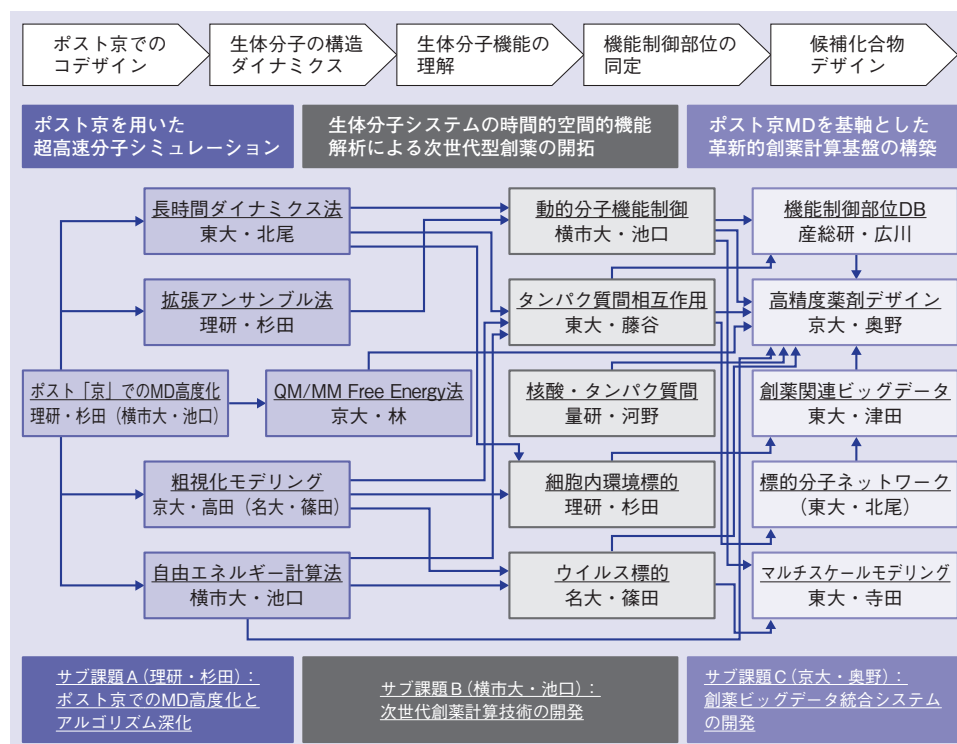 ポスト京での
コデザイン
生体分子の構造
ダイナミクス
生体分子機能の
理解
機能制御部位の
同定
候補化合物
デザイン
ポスト京を用いた
超高速分子シミュレーション
生体分子システムの時間的空間的機能
解析による次世代型創薬の開拓
ポスト京MDを基軸とした
革新的創薬計算基盤の構築
長時間ダイナミクス法
東大・北尾
動的分子機能制御
横市大・池口
機能制御部位DB
産総研・広川
拡張アンサンブル法
理研・杉田
タンパク質間相互作用
東大・藤谷
高精度薬剤デザイン
京大・奥野
ポスト「京」でのMD高度化
理研・杉田（横市大・池口）
QM/MM Free Energy法
京大・林
核酸・タンパク質間
量研・河野
創薬関連ビッグデータ
東大・津田
粗視化モデリング
京大・高田（名大・篠田）
細胞内環境標的
理研・杉田
標的分子ネットワーク
（東大・北尾）
自由エネルギー計算法
横市大・池口
ウイルス標的
名大・篠田
マルチスケールモデリング
東大・寺田
サブ課題A（理研・杉田）：
ポスト京でのMD高度化と
アルゴリズム深化
サブ課題B（横市大・池口）：
次世代創薬計算技術の開発
サブ課題C（京大・奥野）：
創薬ビッグデータ統合システム
の開発